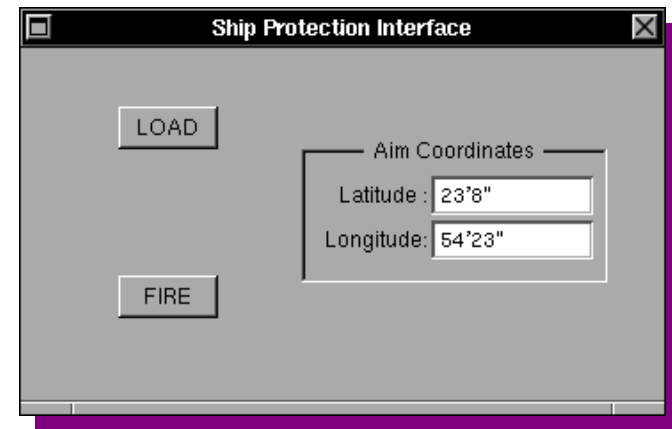 Ship Protection Interface
LOAD
Aim Coordinates
Latitude : 23'8"
Longitude: 54'23"
FIRE